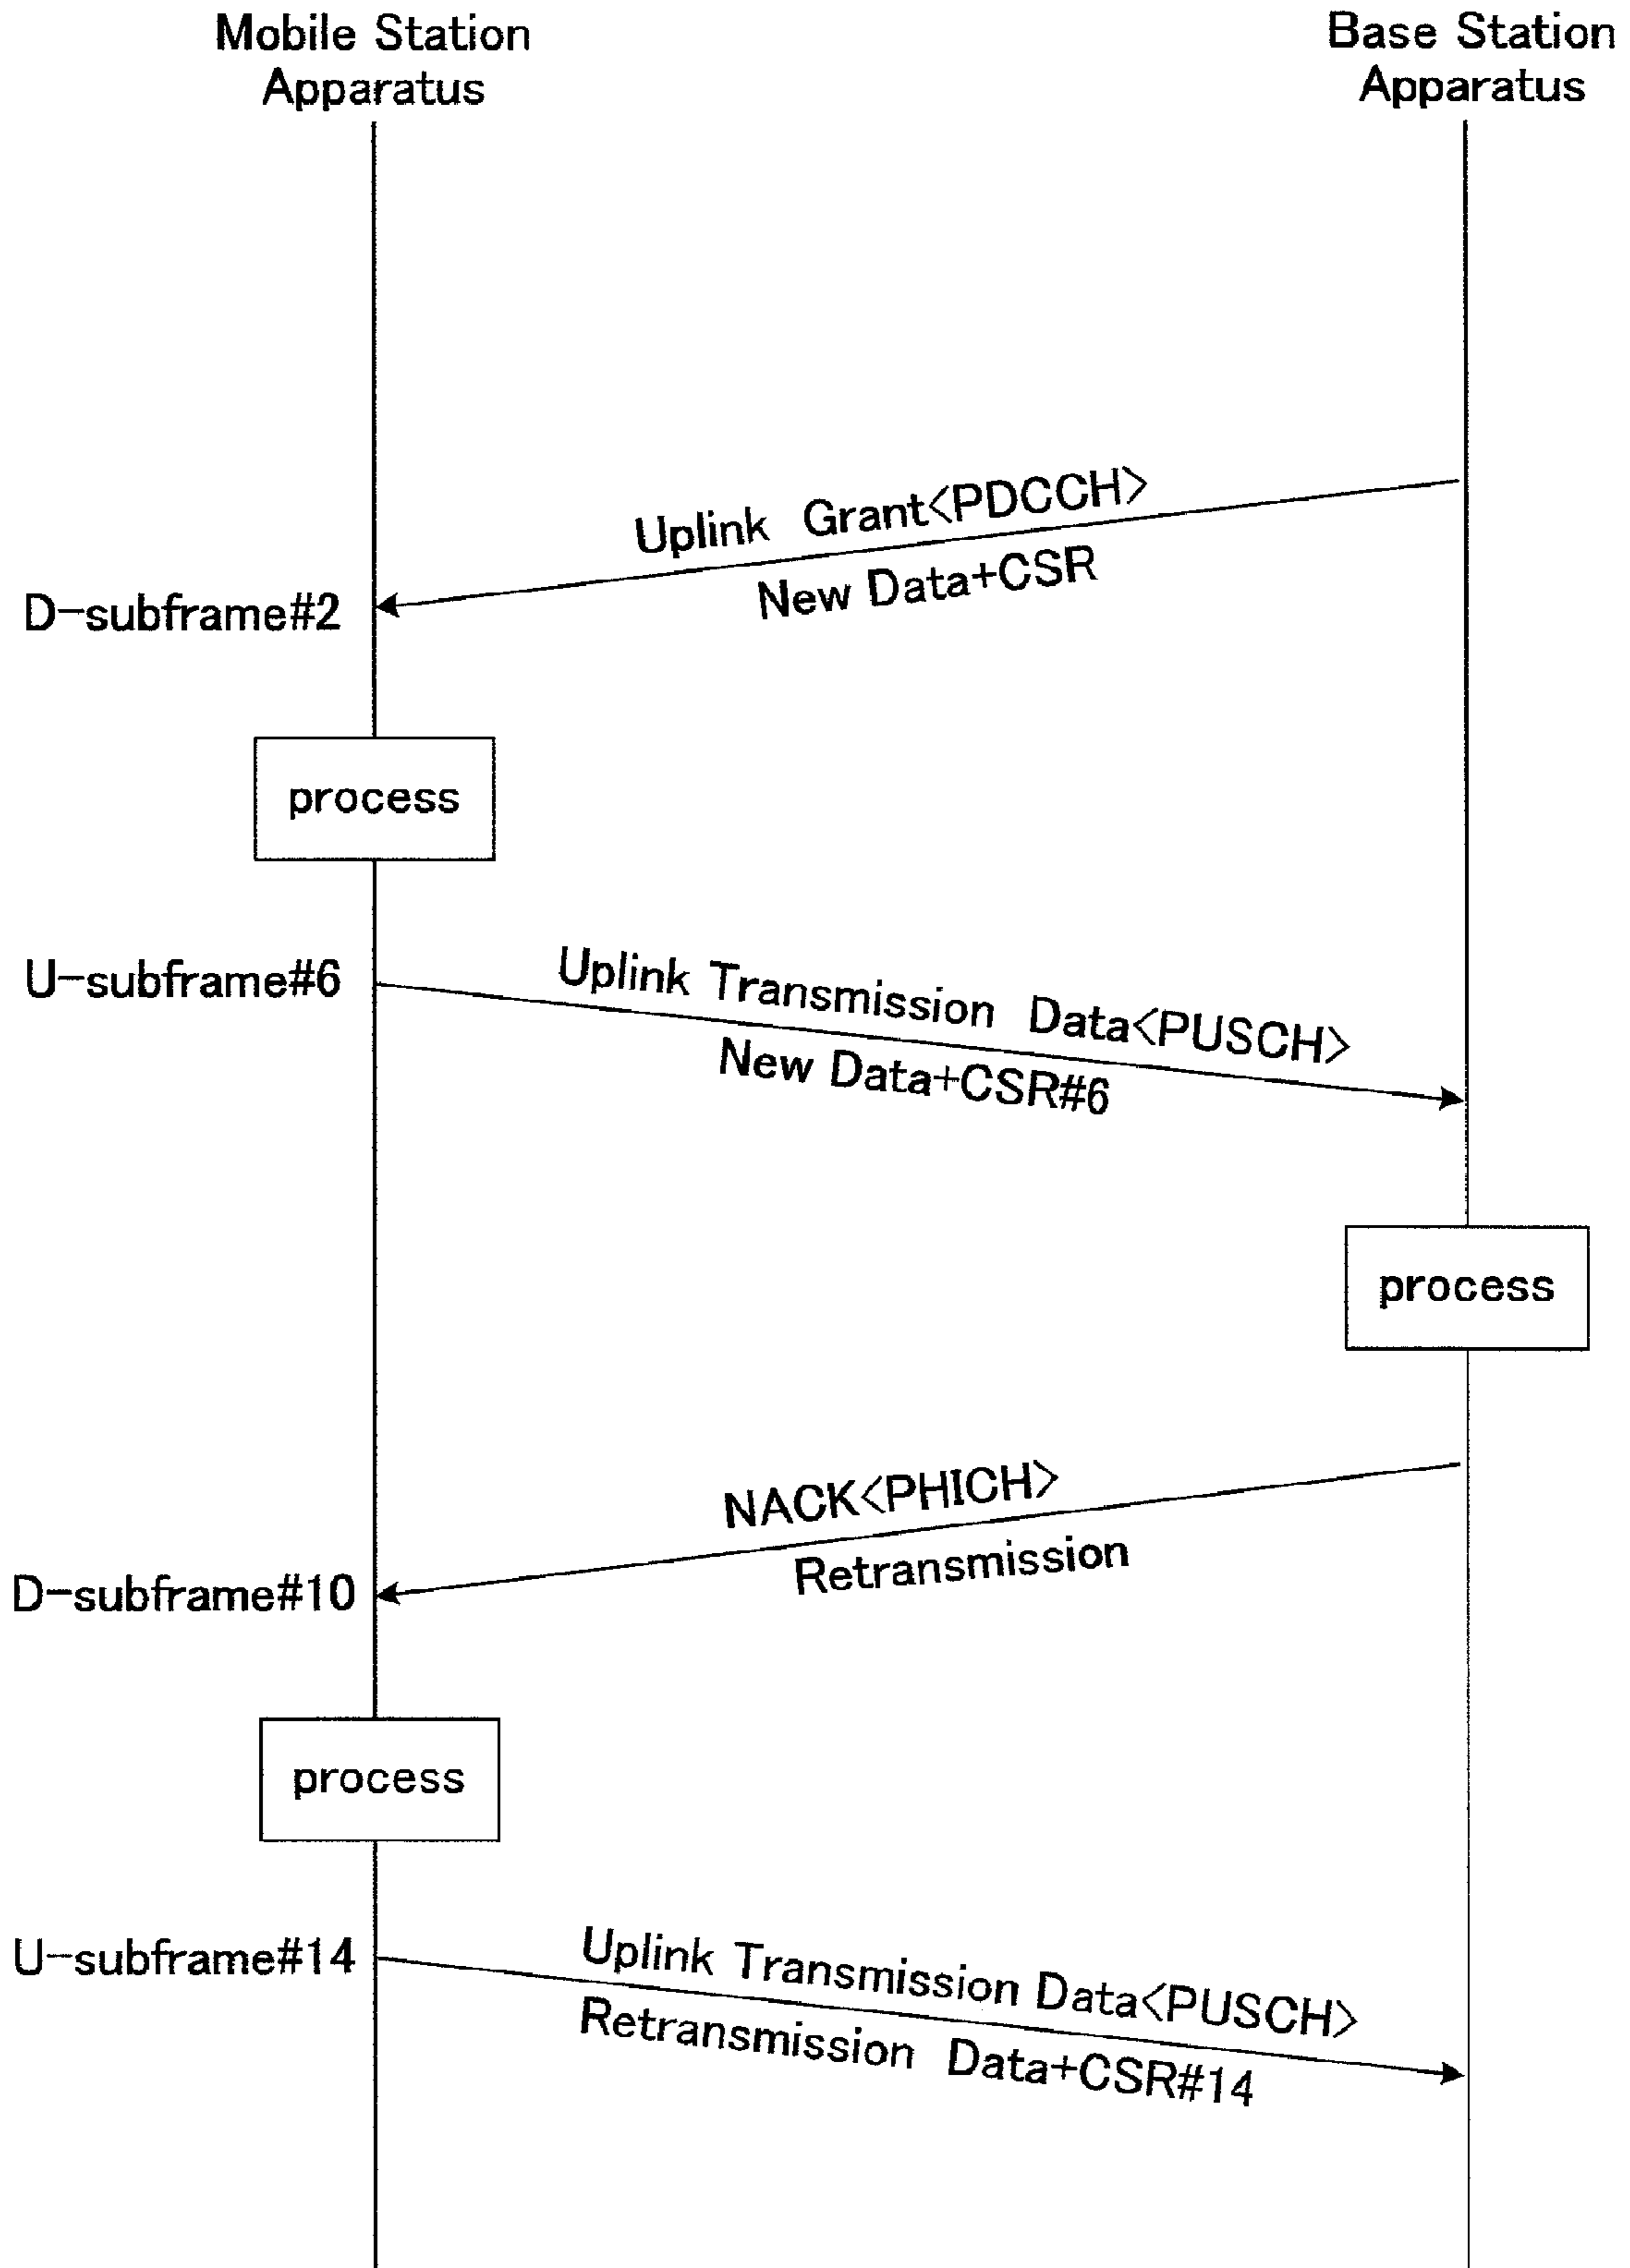 Mobile Station
Apparatus
Base Station
Apparatus
Uplink Grant<PDCCH>
New Data+CSR
D-subframe#2
process
U-subframe#6
Uplink Transmission Data<PUSCH>
New Data+CSR#6
process
NACK<PHICH>
Retransmission
D-subframe#10
process
U-subframe#14
Uplink Transmission Data<PUSCH>
Retransmission Data+CSR#14